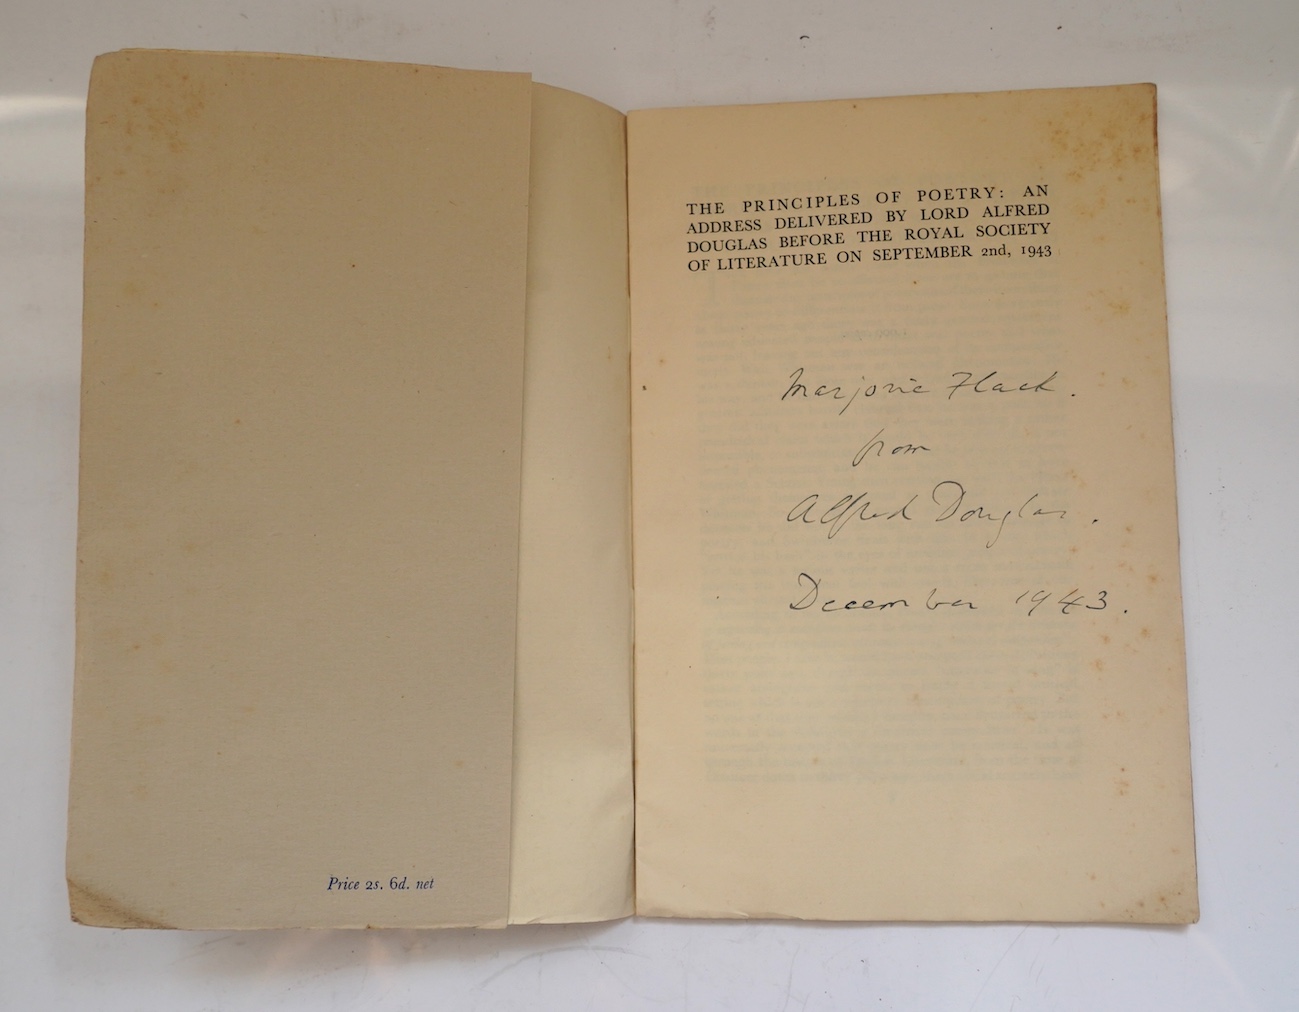 Price 2s. 6d. net
THE PRINCIPLES OF POETRY: AN
ADDRESS DELIVERED BY LORD ALFRED
DOUGLAS BEFORE THE ROYAL SOCIETY
OF LITERATURE ON SEPTEMBER 2nd, 1943
Marjorie Flack.
from
Alfred Douglas.
December 1943.